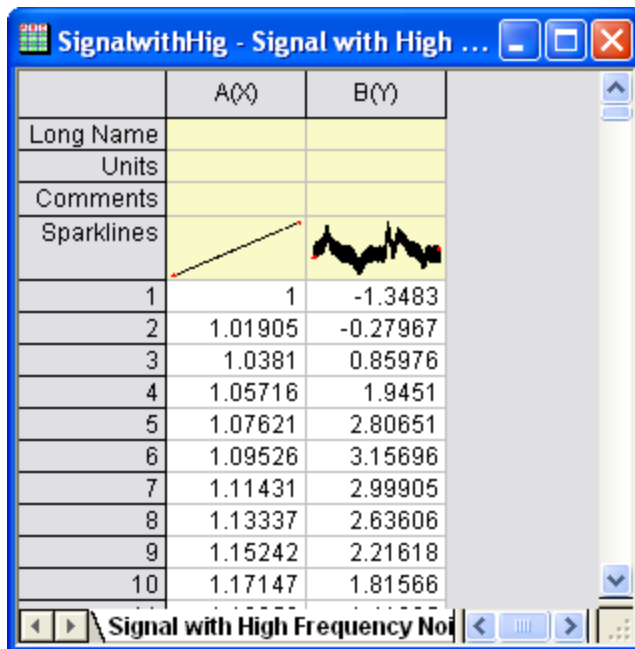 SignalwithHig - Signal with High ...
A(X) B(Y)
Long Name
Units
Comments
Sparklines
1 1 -1.3483
2 1.01905 -0.27967
3 1.0381 0.85976
4 1.05716 1.9451
5 1.07621 2.80651
6 1.09526 3.15696
7 1.11431 2.99905
8 1.13337 2.63606
9 1.15242 2.21618
10 1.17147 1.81566
Signal with High Frequency Noi